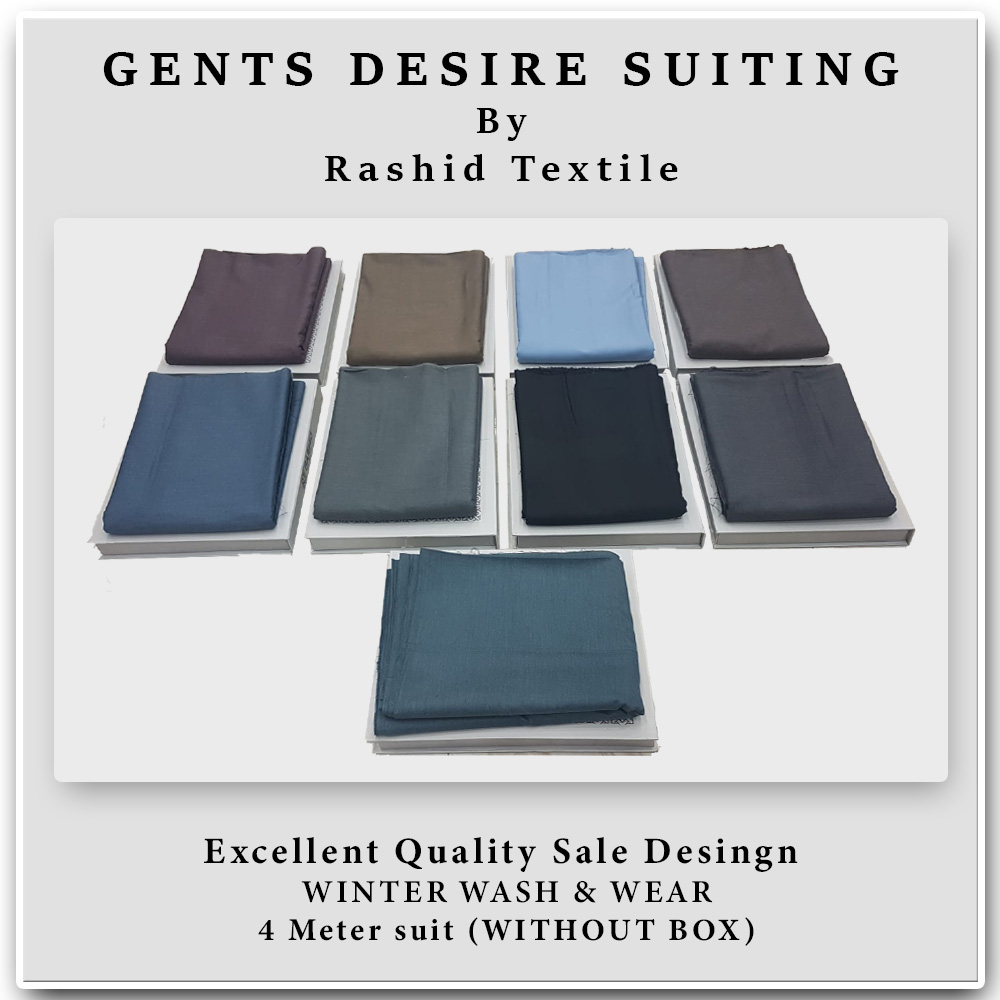 GENTS DESIRE SUITING
By
Rashid Textile
Excellent Quality Sale Desingn
WINTER WASH & WEAR
4 Meter suit (WITHOUT BOX)